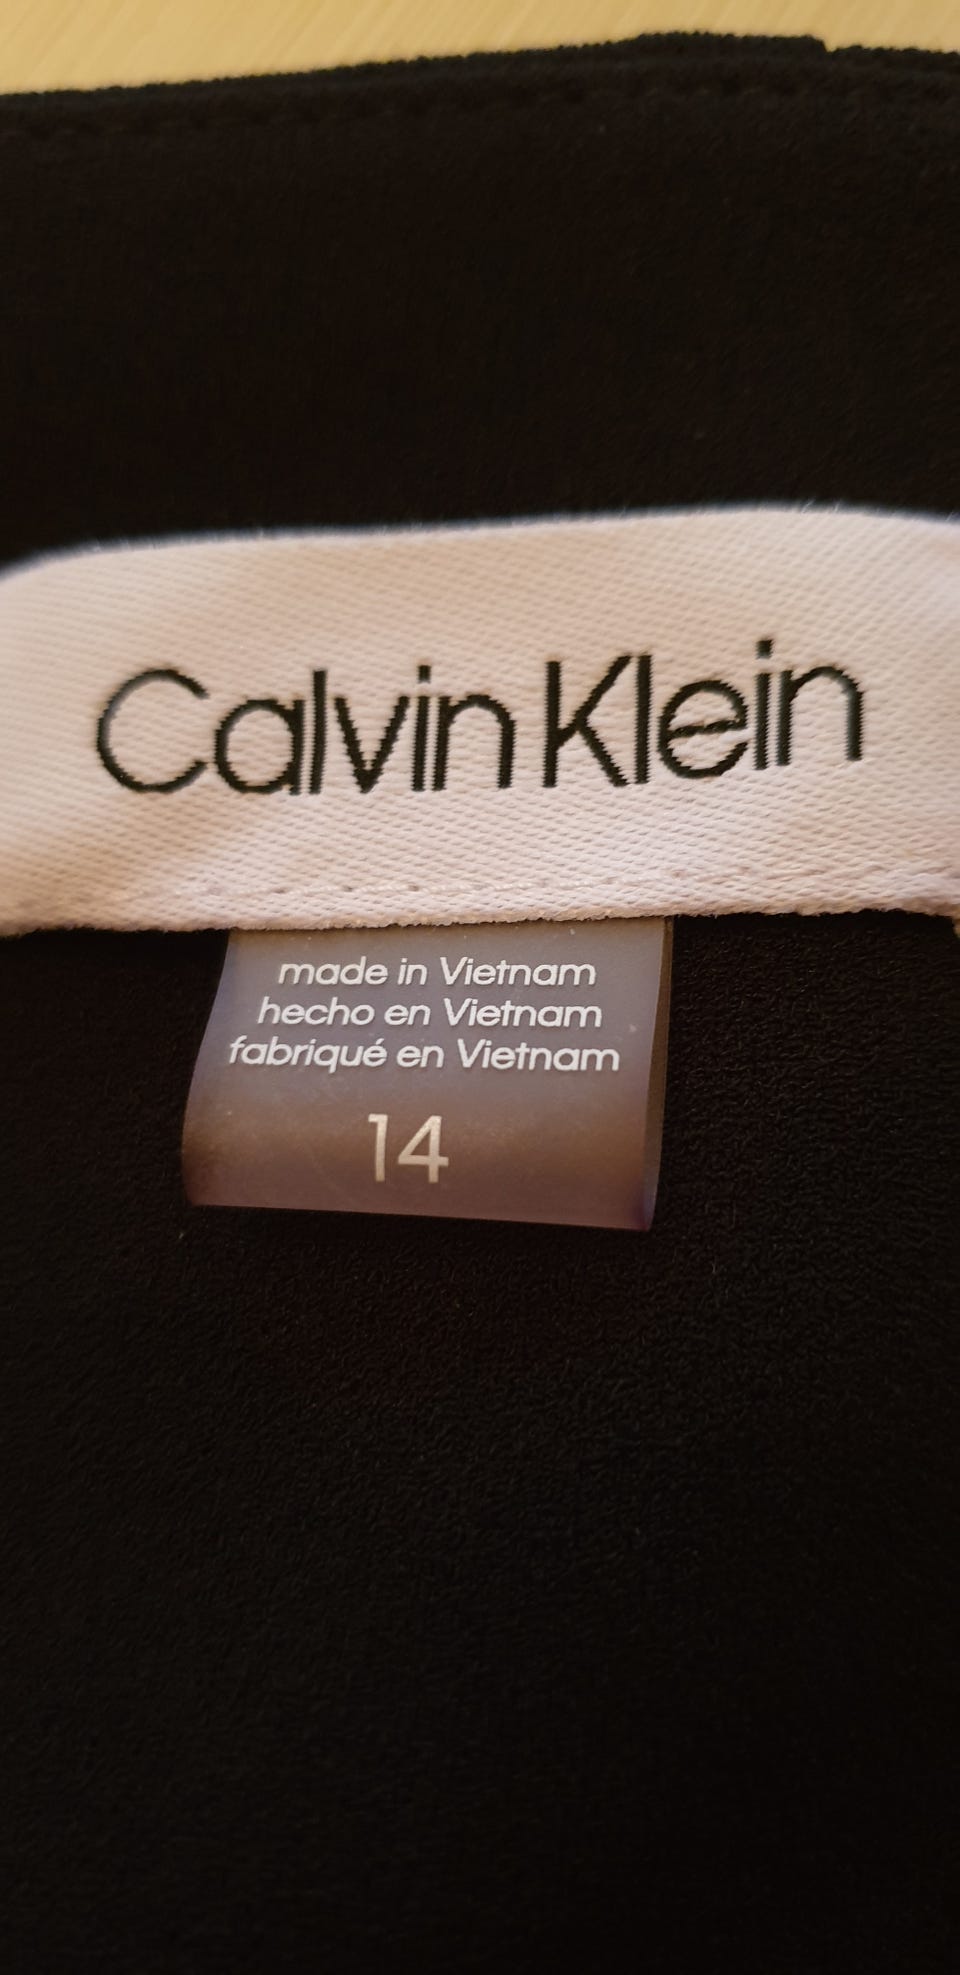 Calvin Klein
made in Vietnam
hecho en Vietnam
fabriqué en Vietnam
14